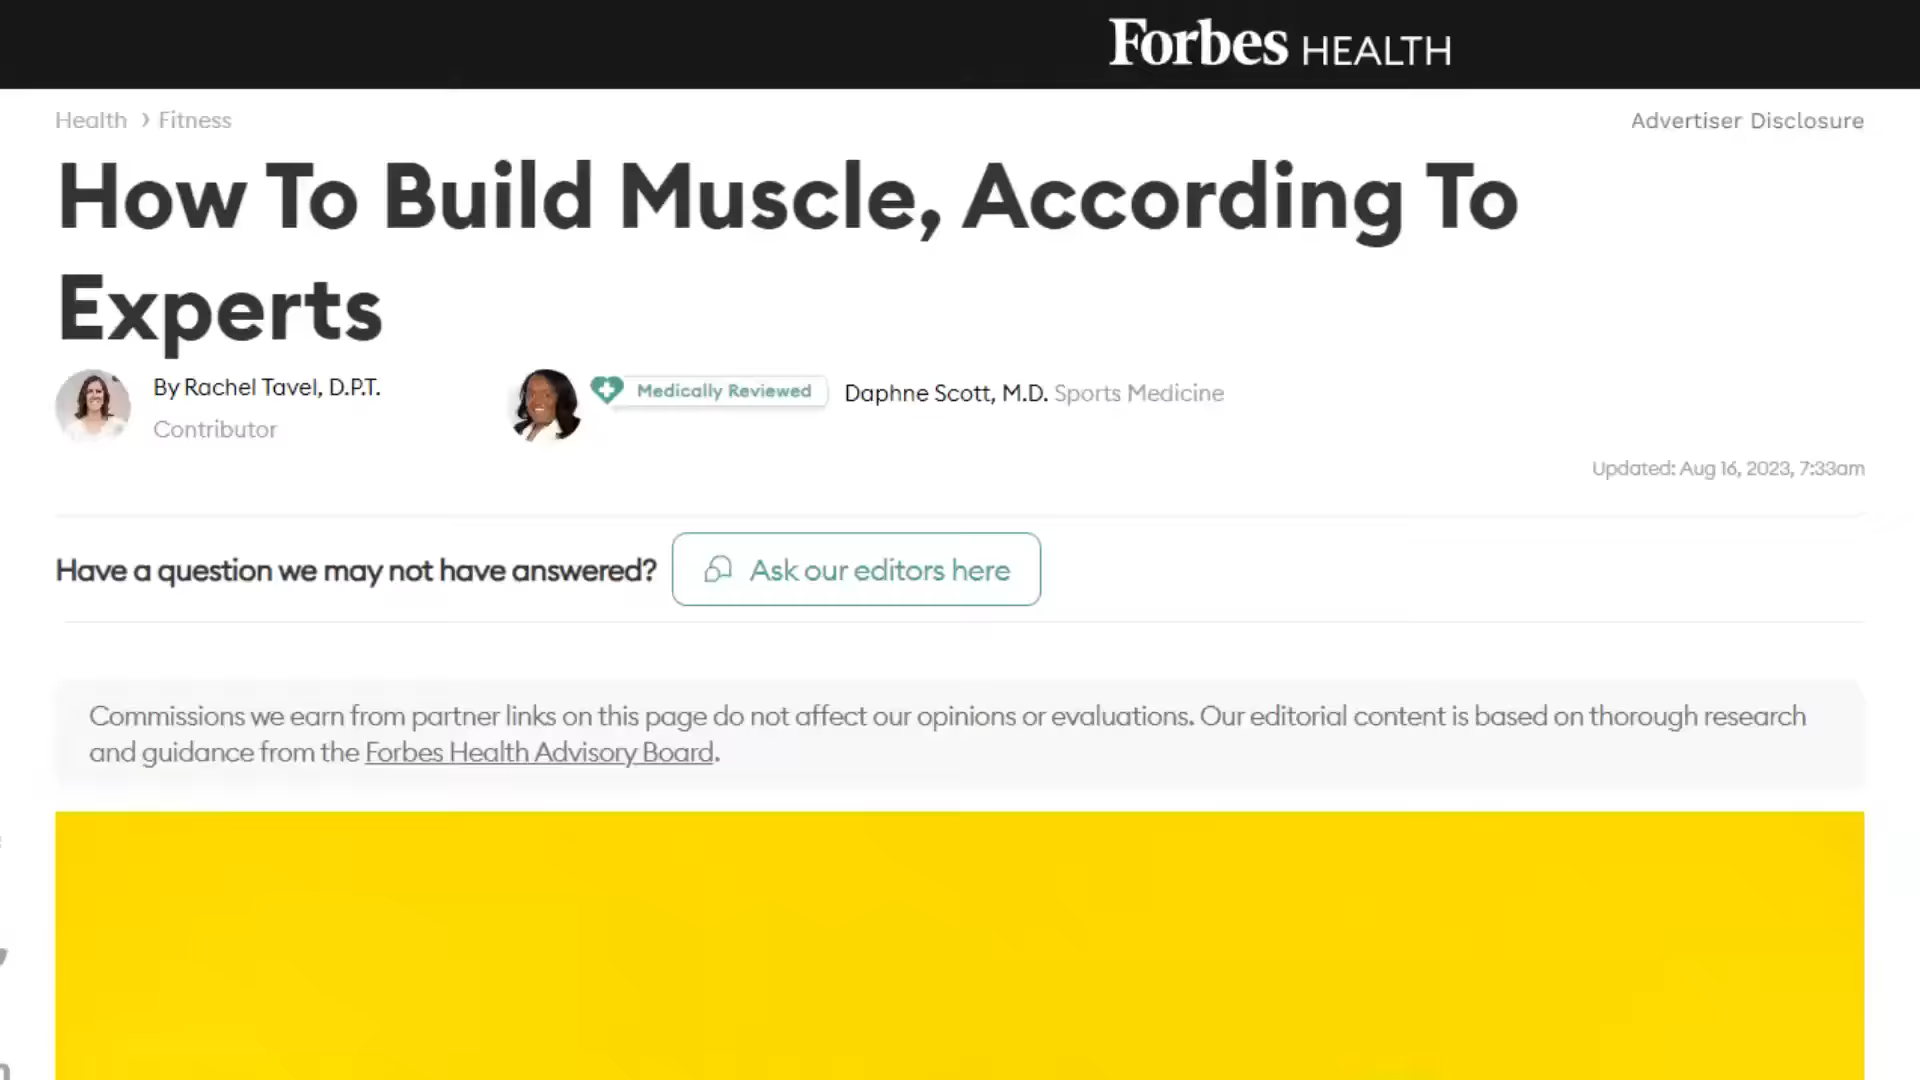 Forbes HEALTH
Health › Fitness
Advertiser Disclosure
How To Build Muscle, According To
Experts
By Rachel Tavel, D.P.T.
Contributor
Medically Reviewed
Daphne Scott, M.D. Sports Medicine
Updated: Aug 16, 2023, 7:33am
Have a question we may not have answered?
Ask our editors here
Commissions we earn from partner links on this page do not affect our opinions or evaluations. Our editorial content is based on thorough research
and guidance from the Forbes Health Advisory Board.